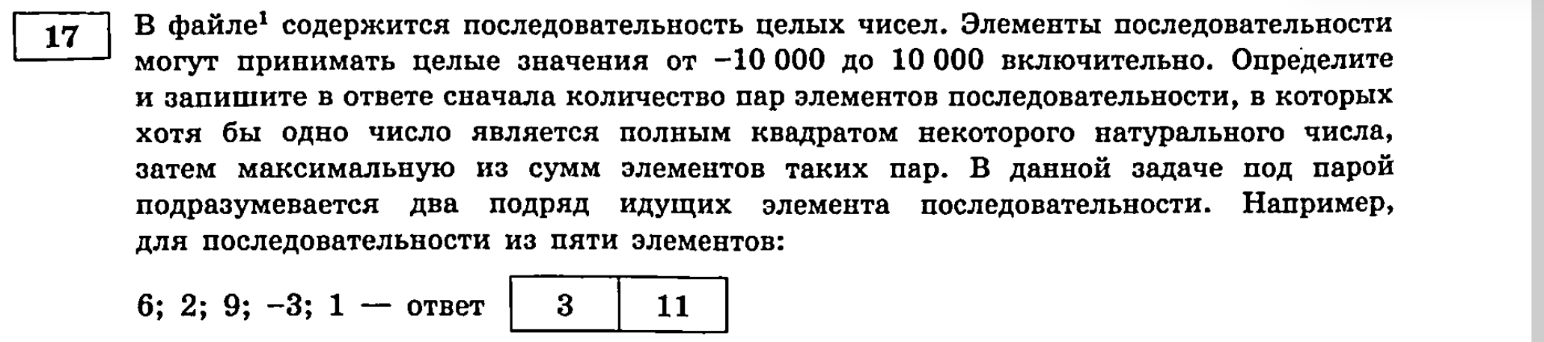 17
В файле¹ содержится последовательность целых чисел. Элементы последовательности
могут принимать целые значения от −10 000 до 10 000 включительно. Определите
и запишите в ответе сначала количество пар элементов последовательности, в которых
хотя бы одно число является полным квадратом некоторого натурального числа,
затем максимальную из сумм элементов таких пар. В данной задаче под парой
подразумевается два подряд идущих элемента последовательности. Например,
для последовательности из пяти элементов:
6; 2; 9; −3; 1 — ответ 3 11